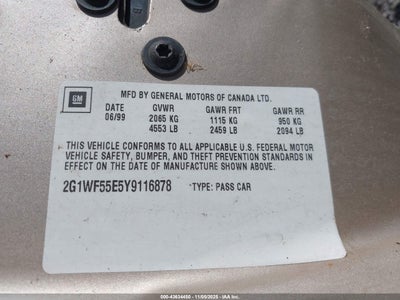 GM
MFD BY GENERAL MOTORS OF CANADA LTD.
DATE GVWR GAWR FRT GAWR RR
06/99 2065 KG 1115 KG 950 KG
4553 LB 2459 LB 2094 LB
THIS VEHICLE CONFORMS TO ALL APPLICABLE U.S. FEDERAL MOTOR
VEHICLE SAFETY, BUMPER, AND THEFT PREVENTION STANDARDS IN
EFFECT ON THE DATE OF MANUFACTURE SHOWN ABOVE.
2G1WF55E5Y9116878 TYPE: PASS CAR
000-43634450 - 11/05/2025 - IAAI.COM